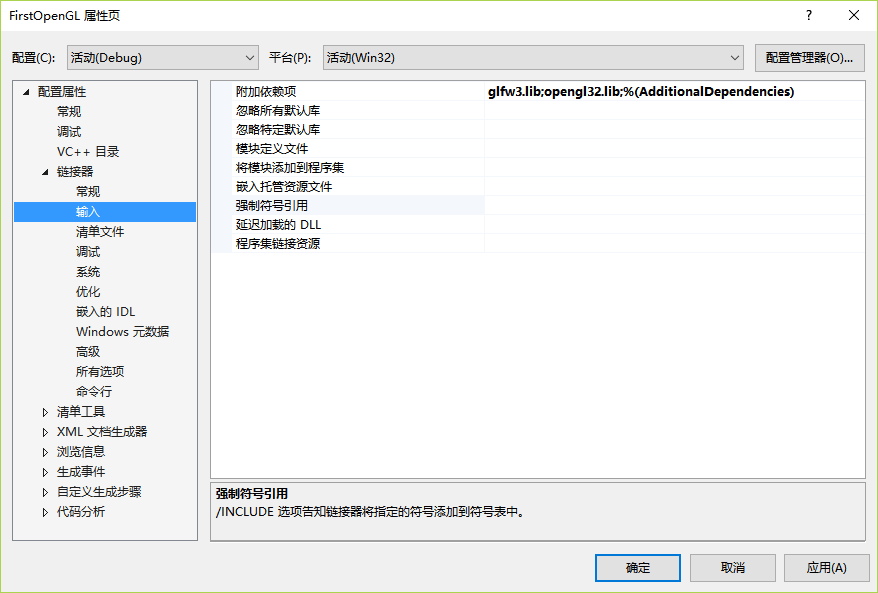 FirstOpenGL 属性页
配置(C): 活动(Debug) 平台(P): 活动(Win32) 配置管理器(O)...
配置属性
常规
调试
VC++ 目录
链接器
常规
输入
清单文件
调试
系统
优化
嵌入的 IDL
Windows 元数据
高级
所有选项
命令行
清单工具
XML 文档生成器
浏览信息
生成事件
自定义生成步骤
代码分析
附加依赖项 glfw3.lib;opengl32.lib;%(AdditionalDependencies)
忽略所有默认库
忽略特定默认库
模块定义文件
将模块添加到程序集
嵌入托管资源文件
强制符号引用
延迟加载的 DLL
程序集链接资源
强制符号引用
/INCLUDE 选项告知链接器将指定的符号添加到符号表中。
确定 取消 应用(A)